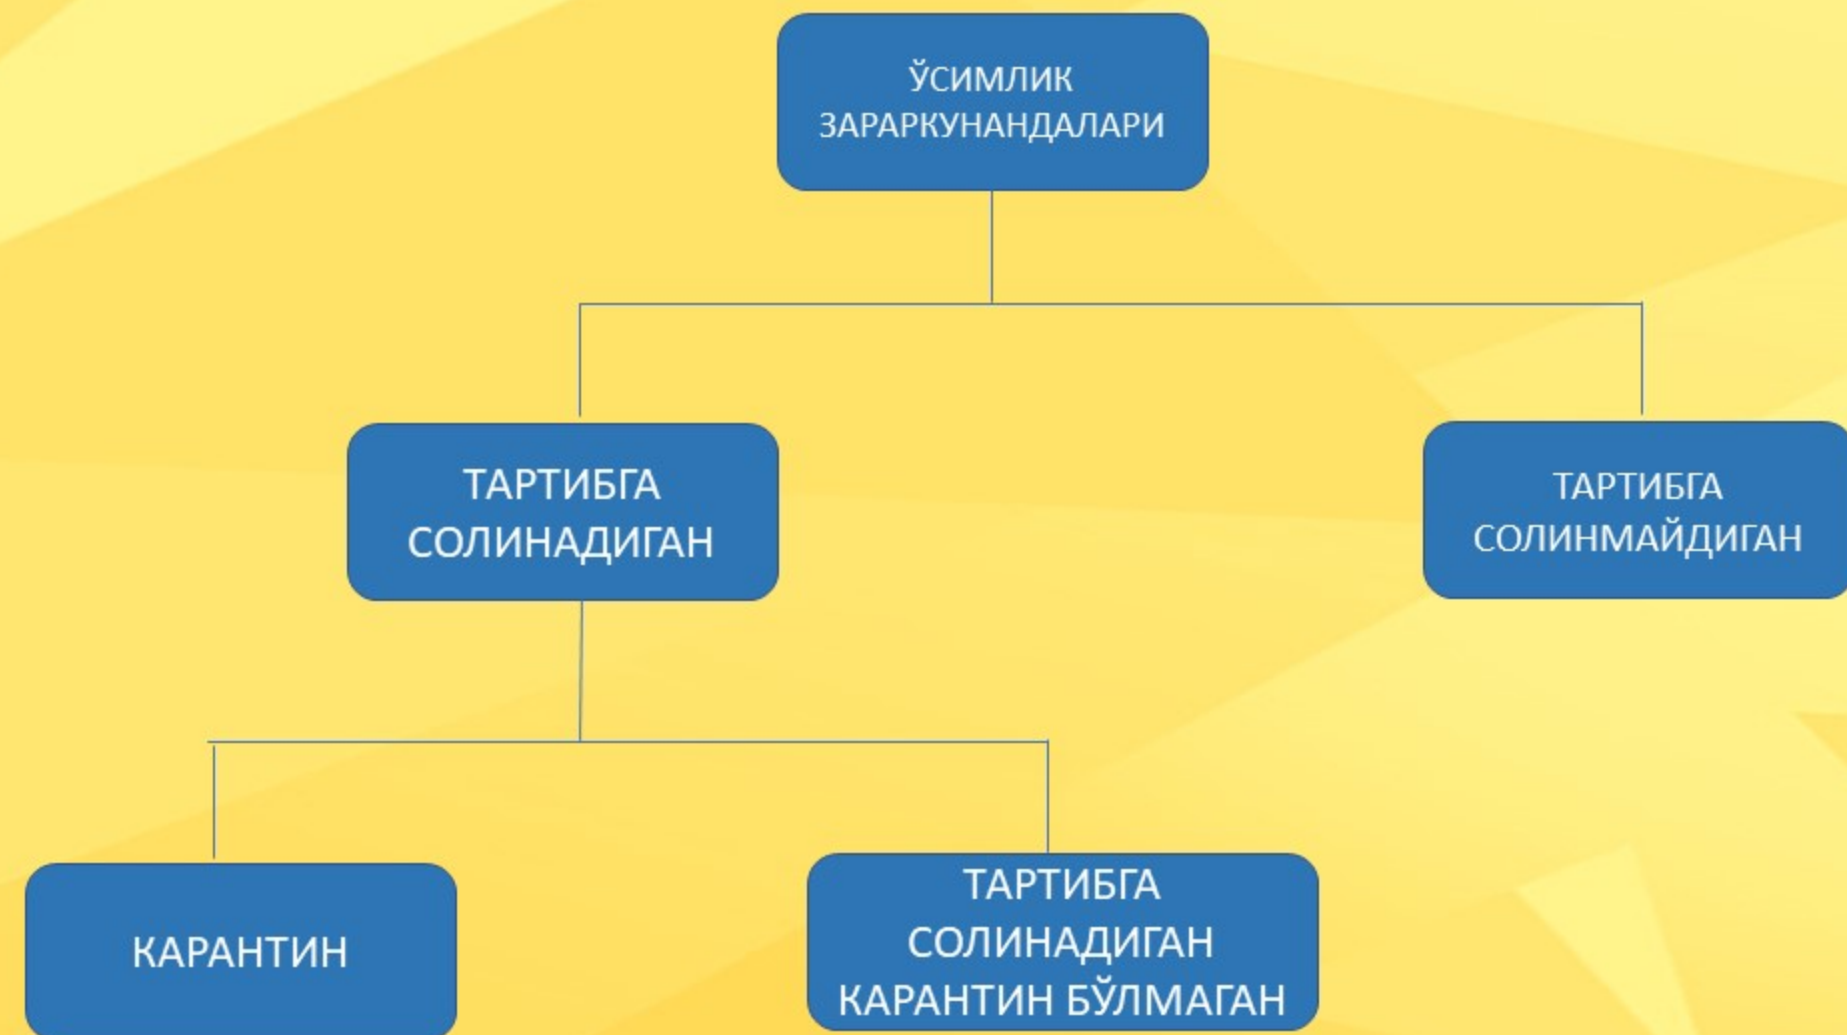 ЎСИМЛИК
ЗАРАРКУНАНДАЛАРИ
ТАРТИБГА
СОЛИНАДИГАН
ТАРТИБГА
СОЛИНМАЙДИГАН
КАРАНТИН
ТАРТИБГА
СОЛИНАДИГАН
КАРАНТИН БЎЛМАГАН